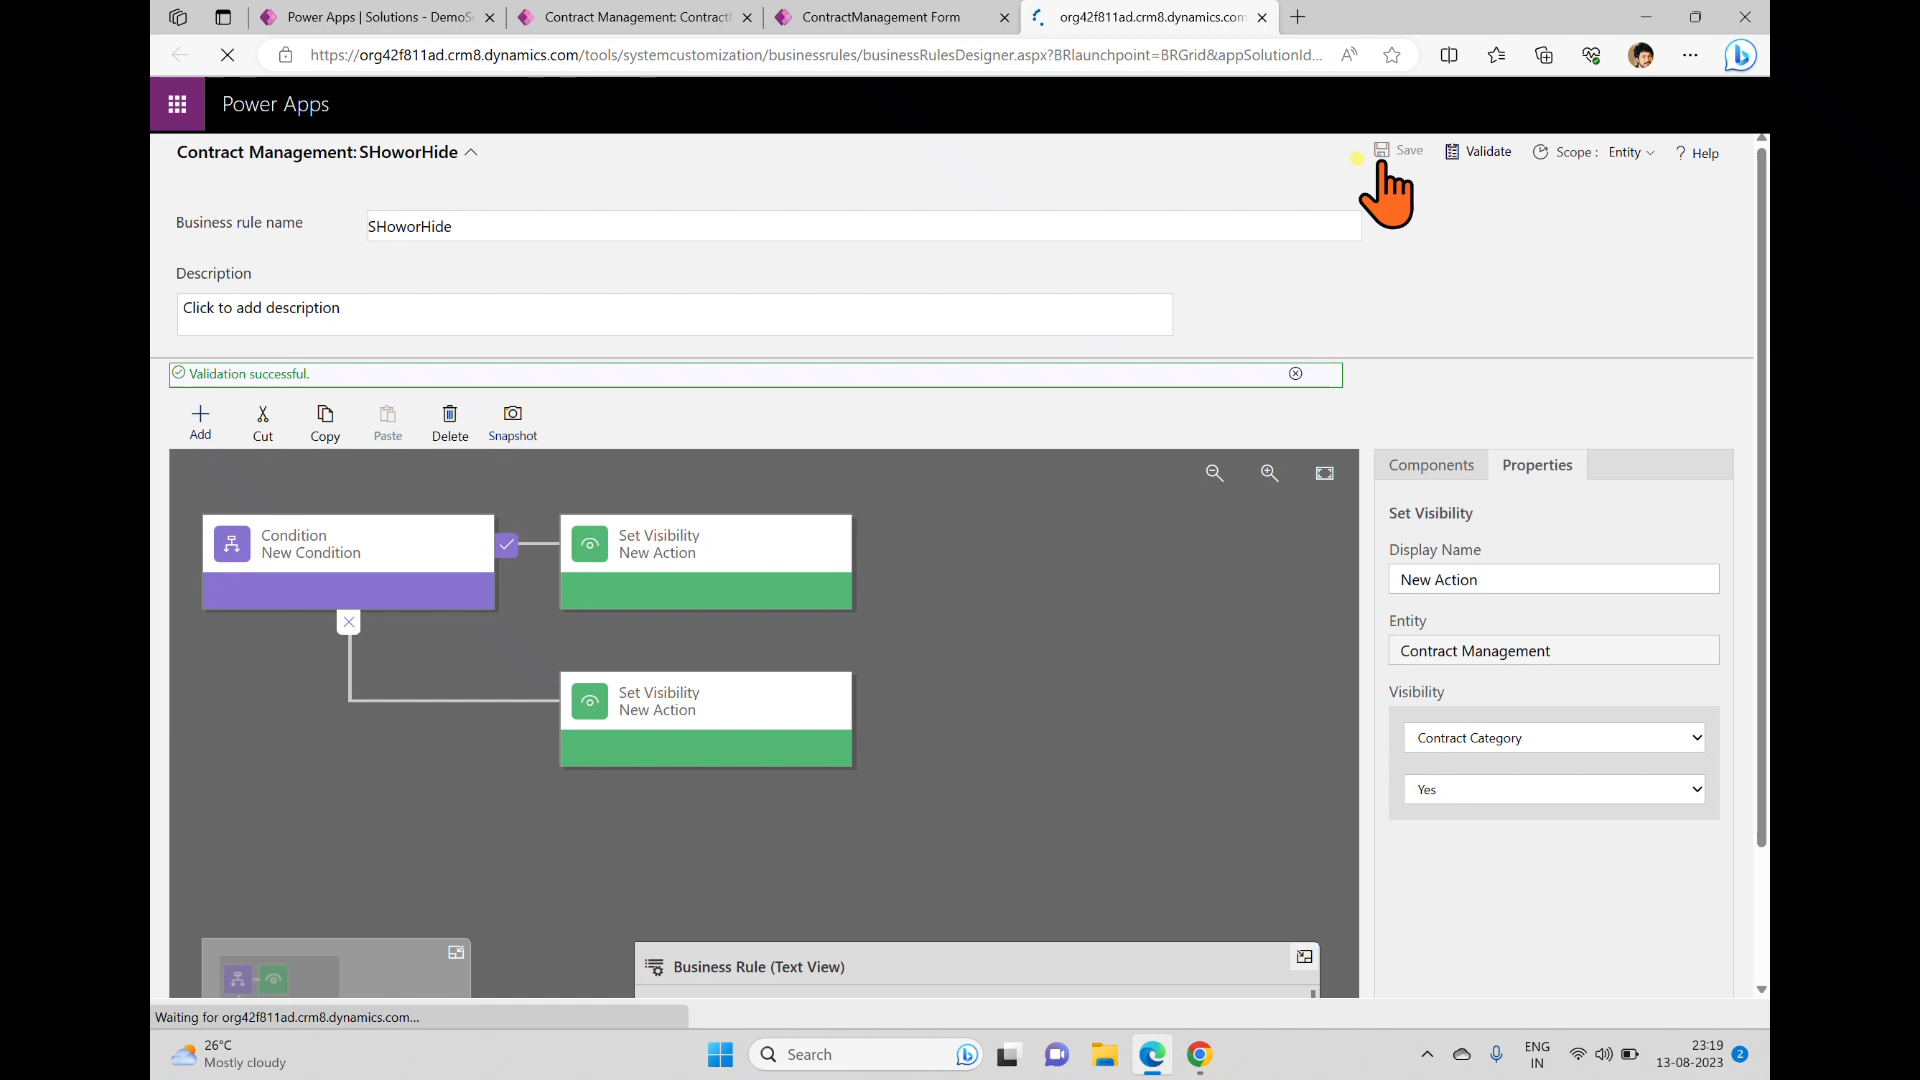 Power Apps | Solutions - DemoS
Contract Management: Contract
ContractManagement Form
org42f811ad.crm8.dynamics.com
https://org42f811ad.crm8.dynamics.com/tools/systemcustomization/businessrules/businessRulesDesigner.aspx?BRlaunchpoint=BRGrid&appSolutionId...
Power Apps
Contract Management: SHoworHide
Save
Validate
Scope :
Entity
? Help
Business rule name
SHoworHide
Description
Click to add description
Validation successful.
Add
Cut
Copy
Paste
Delete
Snapshot
Components
Properties
Condition
New Condition
Set Visibility
New Action
Set Visibility
New Action
Set Visibility
Display Name
New Action
Entity
Contract Management
Visibility
Contract Category
Yes
Business Rule (Text View)
Waiting for org42f811ad.crm8.dynamics.com...
26°C
Mostly cloudy
Search
ENG
IN
23:19
13-08-2023
2